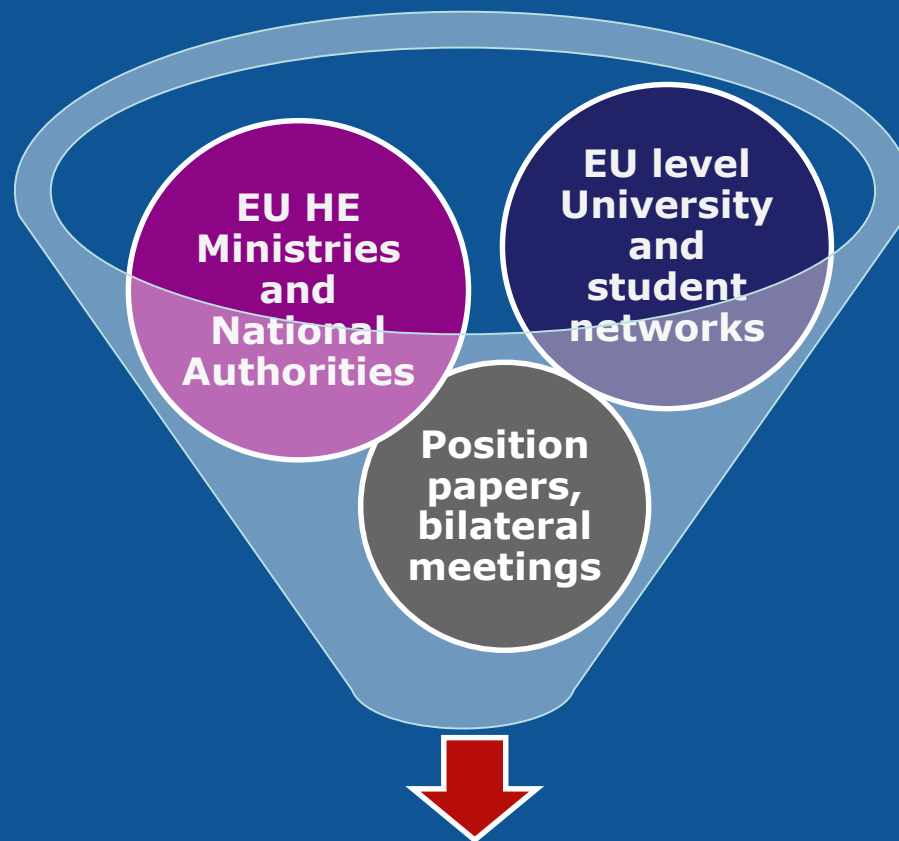 EU HE
Ministries
and
National
Authorities
EU level
University
and
student
networks
Position
papers,
bilateral
meetings